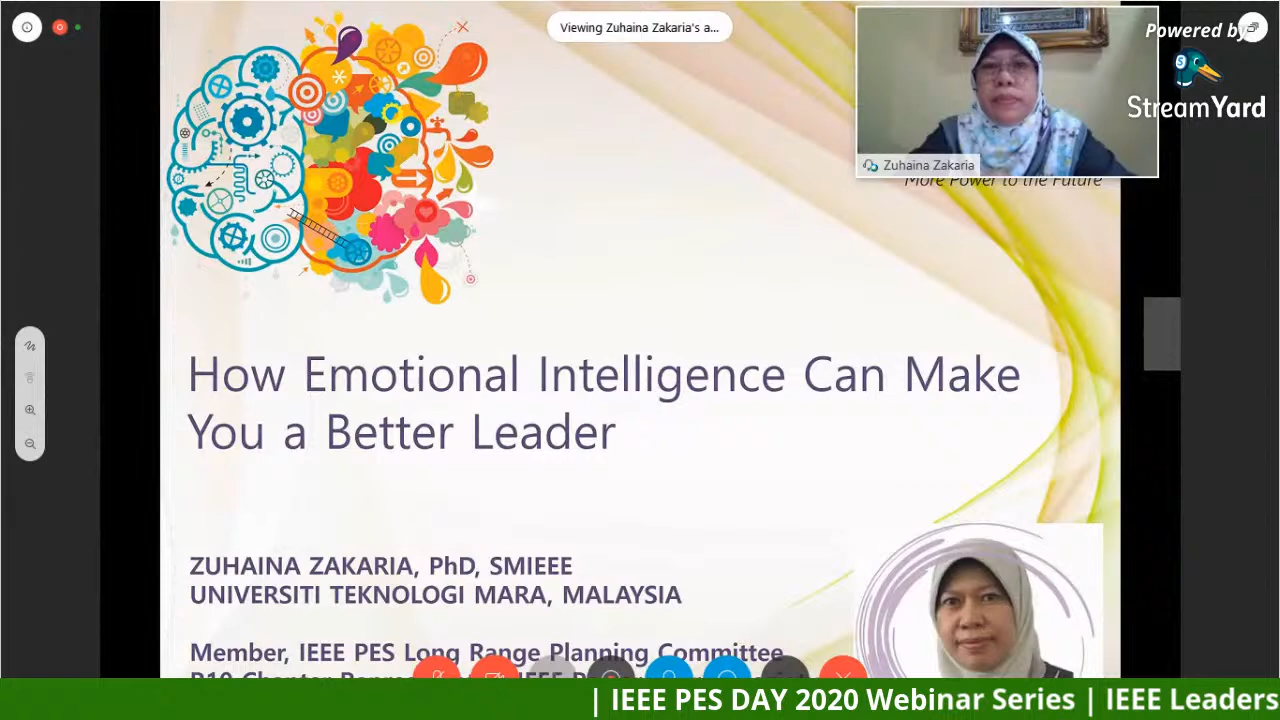 Viewing Zuhaina Zakaria's a...
Powered by
StreamYard
Zuhaina Zakaria
More Power to the Future
How Emotional Intelligence Can Make
You a Better Leader
ZUHAINA ZAKARIA, PhD, SMIEEE
UNIVERSITI TEKNOLOGI MARA, MALAYSIA
Member, IEEE PES Long Range Planning Committee
| IEEE PES DAY 2020 Webinar Series | IEEE Leaders